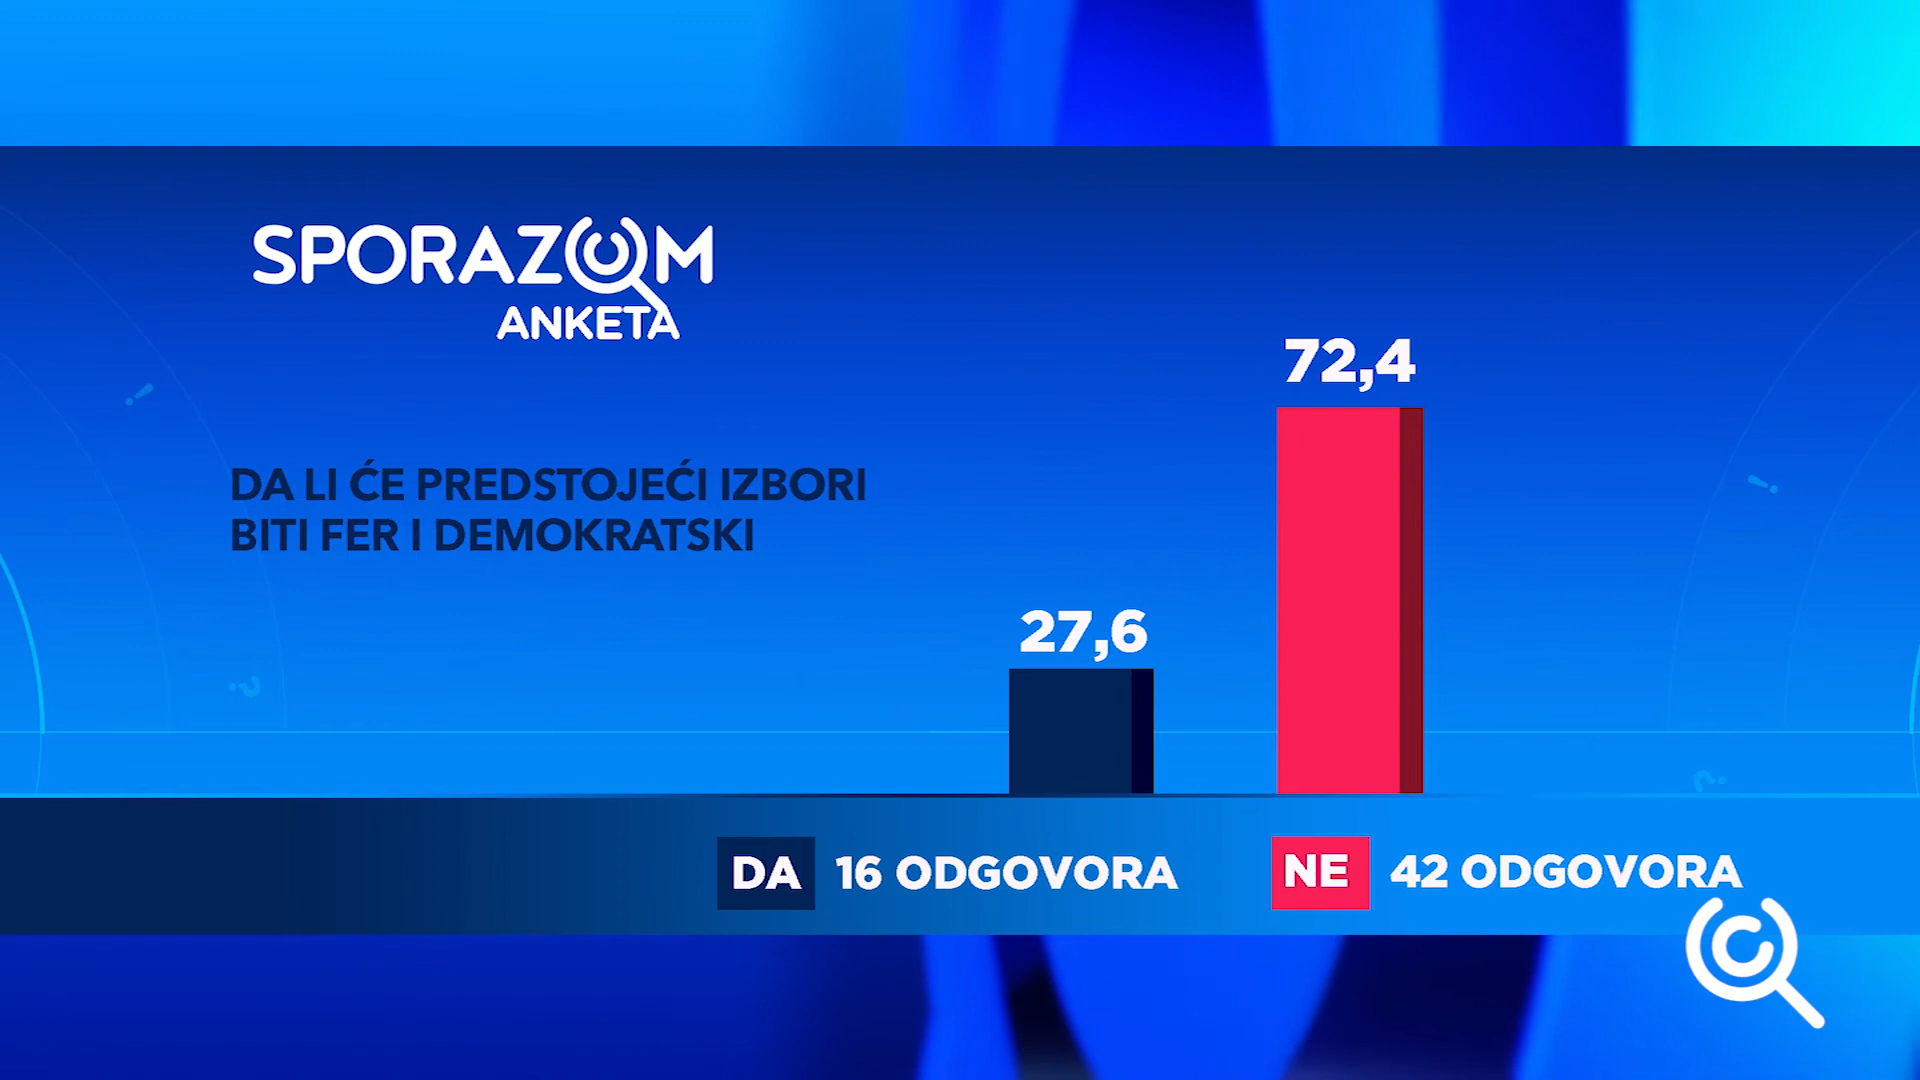 SPORAZUM
ANKETA
DA LI ĆE PREDSTOJEĆI IZBORI
BITI FER I DEMOKRATSKI
72,4
27,6
DA 16 ODGOVORA NE 42 ODGOVORA